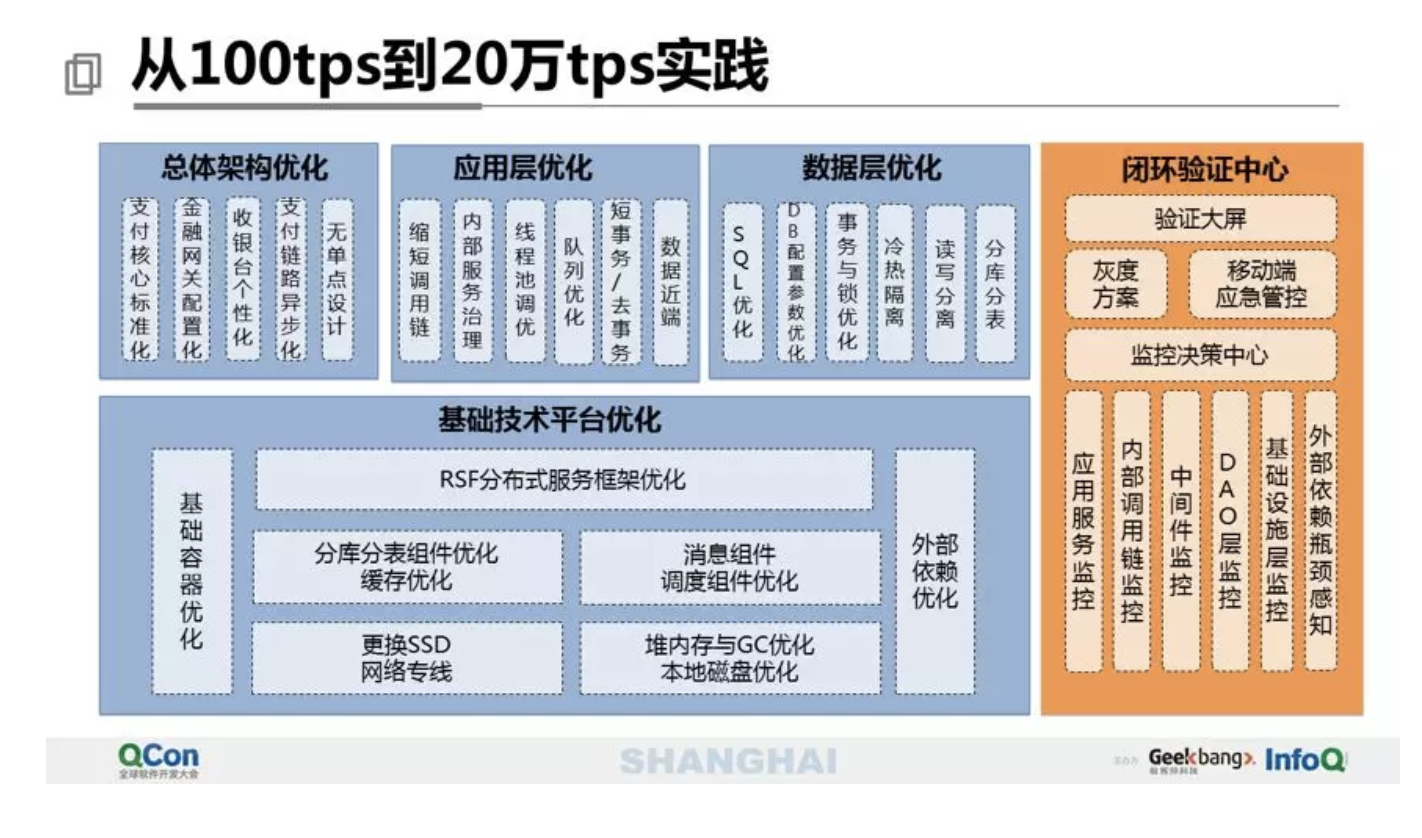 从100tps到20万tps实践
总体架构优化
支付核心标准化
金融网关配置化
收银台个性化
支付链路异步化
无单点设计
应用层优化
缩短调用链
内部服务治理
线程池调优
队列优化
短事务/去事务
数据近端
数据层优化
SQL优化
DB配置参数优化
事务与锁优化
冷热隔离
读写分离
分库分表
基础技术平台优化
基础容器优化
RSF分布式服务框架优化
分库分表组件优化
缓存优化
消息组件
调度组件优化
更换SSD
网络专线
堆内存与GC优化
本地磁盘优化
外部
依赖
优化
闭环验证中心
验证大屏
灰度
方案
移动端
应急管控
监控决策中心
应用服务监控
内部调用链监控
中间件监控
DAO层监控
基础设施层监控
外部依赖瓶颈感知
QCon
全球软件开发大会
SHANGHAI
Geekbang>.
极客邦科技
InfoQ